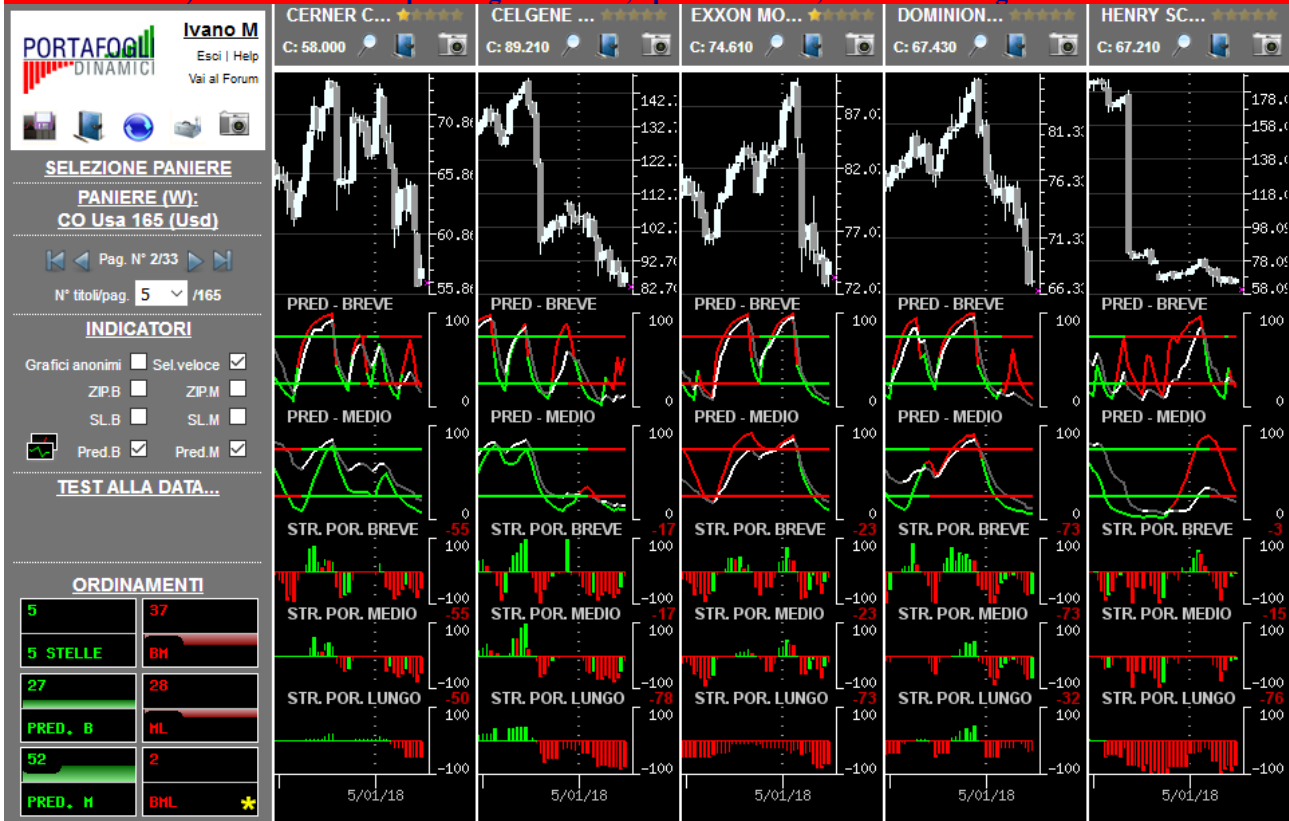 PORTAFOGLI
DINAMICI
Ivano M
Esci | Help
Vai al Forum
SELEZIONE PANIERE
PANIERE (W):
CO Usa 165 (Usd)
Pag. N° 2/33
N° titoli/pag. 5 /165
INDICATORI
Grafici anonimi Sel.veloce
ZIP.B ZIP.M
SL.B SL.M
Pred.B Pred.M
TEST ALLA DATA...
ORDINAMENTI
5 37
5 STELLE BM
27 28
PRED. B ML
52 2
PRED. M BML *
CERNER C...
C: 58.000
70.86
65.86
60.86
55.86
PRED - BREVE
100
0
PRED - MEDIO
100
0
STR. POR. BREVE -55
100
-100
STR. POR. MEDIO -55
100
-100
STR. POR. LUNGO -50
100
-100
5/01/18
CELGENE ...
C: 89.210
142.
132.
122.
112.
102.
92.70
82.70
PRED - BREVE
100
0
PRED - MEDIO
100
0
STR. POR. BREVE -17
100
-100
STR. POR. MEDIO -17
100
-100
STR. POR. LUNGO -78
100
-100
5/01/18
EXXON MO...
C: 74.610
87.0
82.0
77.0
72.0
PRED - BREVE
100
0
PRED - MEDIO
100
0
STR. POR. BREVE -23
100
-100
STR. POR. MEDIO -23
100
-100
STR. POR. LUNGO -73
100
-100
5/01/18
DOMINION...
C: 67.430
81.3
76.3
71.3
66.3
PRED - BREVE
100
0
PRED - MEDIO
100
0
STR. POR. BREVE -73
100
-100
STR. POR. MEDIO -73
100
-100
STR. POR. LUNGO -32
100
-100
5/01/18
HENRY SC...
C: 67.210
178.
158.
138.
118.
98.09
78.09
58.09
PRED - BREVE
100
0
PRED - MEDIO
100
0
STR. POR. BREVE -3
100
-100
STR. POR. MEDIO -15
100
-100
STR. POR. LUNGO -76
100
-100
5/01/18